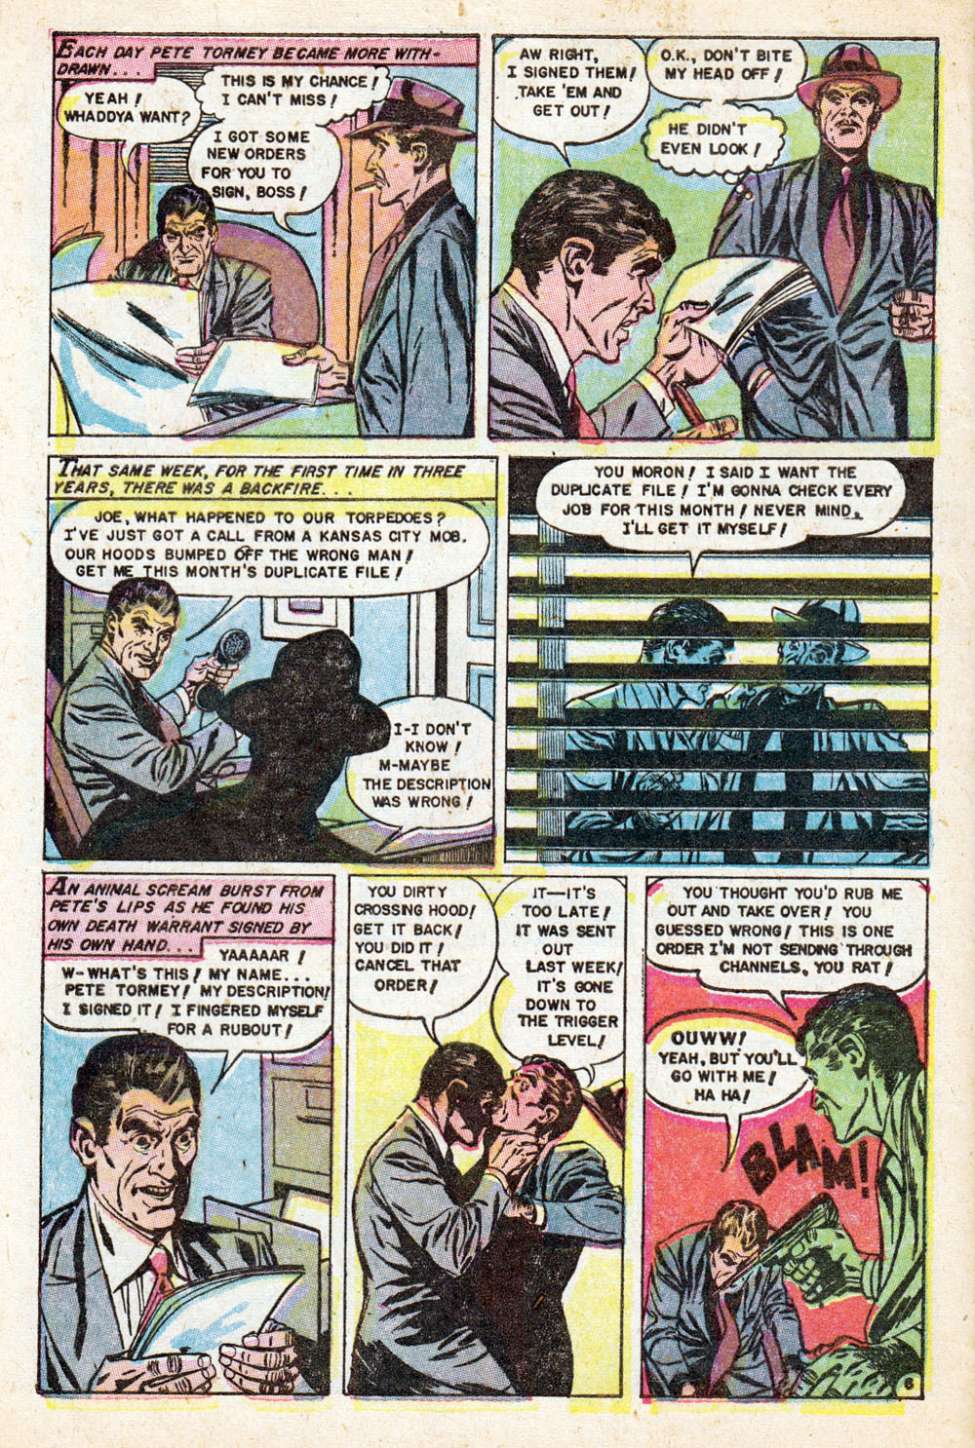 EACH DAY PETE TORMEY BECAME MORE WITH-
DRAWN...
YEAH!
WHADDYA WANT?
THIS IS MY CHANCE!
I CAN'T MISS!
I GOT SOME
NEW ORDERS
FOR YOU TO
SIGN, BOSS!
AW RIGHT,
I SIGNED THEM!
TAKE 'EM AND
GET OUT!
O.K., DON'T BITE
MY HEAD OFF!
HE DIDN'T
EVEN LOOK!
THAT SAME WEEK, FOR THE FIRST TIME IN THREE
YEARS, THERE WAS A BACKFIRE...
JOE, WHAT HAPPENED TO OUR TORPEDOES?
I'VE JUST GOT A CALL FROM A KANSAS CITY MOB.
OUR HOODS BUMPED OFF THE WRONG MAN!
GET ME THIS MONTH'S DUPLICATE FILE!
I-I DON'T
KNOW!
M-MAYBE
THE DESCRIPTION
WAS WRONG!
YOU MORON! I SAID I WANT THE
DUPLICATE FILE! I'M GONNA CHECK EVERY
JOB FOR THIS MONTH! NEVER MIND,
I'LL GET IT MYSELF!
AN ANIMAL SCREAM BURST FROM
PETE'S LIPS AS HE FOUND HIS
OWN DEATH WARRANT SIGNED BY
HIS OWN HAND...
YAAAAAR!
W-WHAT'S THIS! MY NAME...
PETE TORMEY! MY DESCRIPTION!
I SIGNED IT! I FINGERED MYSELF
FOR A RUBOUT!
YOU DIRTY
CROSSING HOOD!
GET IT BACK!
YOU DID IT!
CANCEL THAT
ORDER!
IT—IT'S
TOO LATE!
IT WAS SENT
OUT
LAST WEEK!
IT'S GONE
DOWN TO
THE TRIGGER
LEVEL!
YOU THOUGHT YOU'D RUB ME
OUT AND TAKE OVER! YOU
GUESSED WRONG! THIS IS ONE
ORDER I'M NOT SENDING THROUGH
CHANNELS, YOU RAT!
OUWW!
YEAH, BUT YOU'LL
GO WITH ME!
HA HA!
BLAM!
6